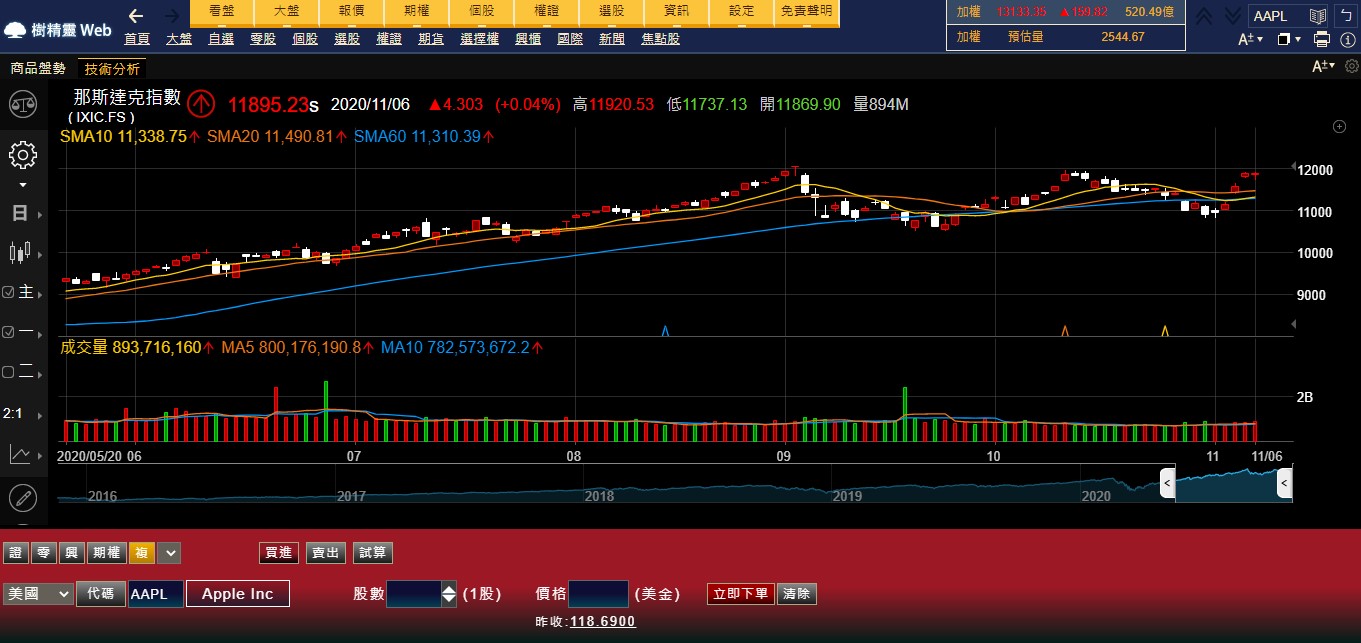 樹精靈 Web
看盤 大盤 報價 期權 個股 權證 選股 資訊 設定 免責聲明
首頁 大盤 自選 零股 個股 選股 權證 期貨 選擇權 興櫃 國際 新聞 焦點股
加權 13133.35 ▲159.82 520.49億
加權 預估量 2544.67
AAPL
A±
商品盤勢 技術分析
A±
那斯達克指數
( IXIC.FS )
11895.23s 2020/11/06 ▲4.303 (+0.04%) 高11920.53 低11737.13 開11869.90 量894M
SMA10 11,338.75↑ SMA20 11,490.81↑ SMA60 11,310.39↑
日
主
一
二
2:1
12000
11000
10000
9000
成交量 893,716,160↑ MA5 800,176,190.8↑ MA10 782,573,672.2↑
2B
2020/05/20 06 07 08 09 10 11 11/06
2016 2017 2018 2019 2020
< <
證 零 興 期權 複
買進 賣出 試算
美國 代碼 AAPL Apple Inc
股數 (1股) 價格 (美金) 立即下單 清除
昨收:118.6900